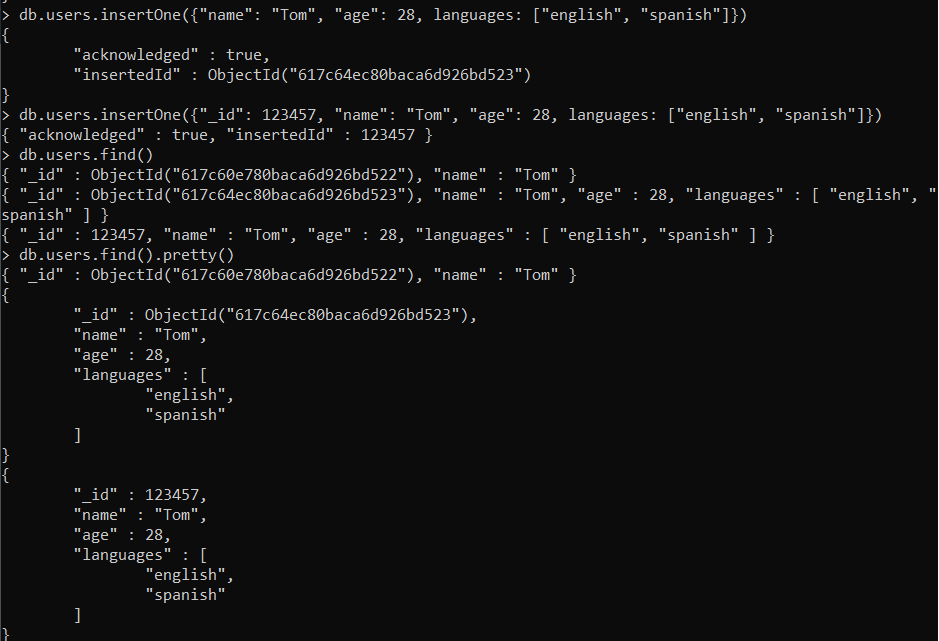 > db.users.insertOne({"name": "Tom", "age": 28, languages: ["english", "spanish"]})
{
        "acknowledged" : true,
        "insertedId" : ObjectId("617c64ec80baca6d926bd523")
}
> db.users.insertOne({"_id": 123457, "name": "Tom", "age": 28, languages: ["english", "spanish"]})
{ "acknowledged" : true, "insertedId" : 123457 }
> db.users.find()
{ "_id" : ObjectId("617c60e780baca6d926bd522"), "name" : "Tom" }
{ "_id" : ObjectId("617c64ec80baca6d926bd523"), "name" : "Tom", "age" : 28, "languages" : [ "english", "
spanish" ] }
{ "_id" : 123457, "name" : "Tom", "age" : 28, "languages" : [ "english", "spanish" ] }
> db.users.find().pretty()
{ "_id" : ObjectId("617c60e780baca6d926bd522"), "name" : "Tom" }
{
        "_id" : ObjectId("617c64ec80baca6d926bd523"),
        "name" : "Tom",
        "age" : 28,
        "languages" : [
                "english",
                "spanish"
        ]
}
{
        "_id" : 123457,
        "name" : "Tom",
        "age" : 28,
        "languages" : [
                "english",
                "spanish"
        ]
}